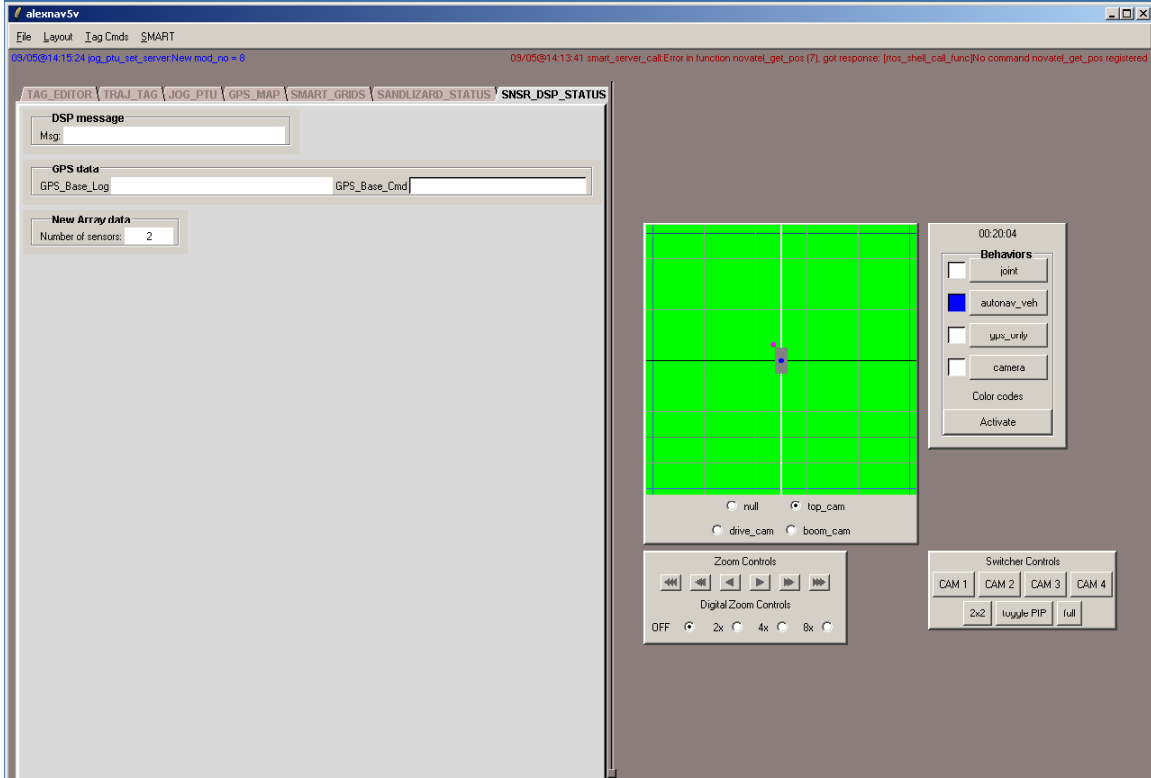 alexnav5v
File Layout Tag Cmds SMART
09/05@14:15:24 jog_ptu_set_server:New mod_no = 8
09/05@14:13:41 smart_server_call:Error in function novatel_get_pos (7), got response: [rtos_shell_call_func]No command novatel_get_pos registered
TAG_EDITOR TRAJ_TAG JOG_PTU GPS_MAP SMART_GRIDS SANDLIZARD_STATUS SNSR_DSP_STATUS
DSP message
Msg:
GPS data
GPS_Base_Log GPS_Base_Cmd
New Array data
Number of sensors: 2
00:20:04
Behaviors
joint
autonav_veh
gps_only
camera
Color codes
Activate
null top_cam
drive_cam boom_cam
Zoom Controls
Digital Zoom Controls
OFF 2x 4x 8x
Switcher Controls
CAM 1 CAM 2 CAM 3 CAM 4
2x2 toggle PIP full